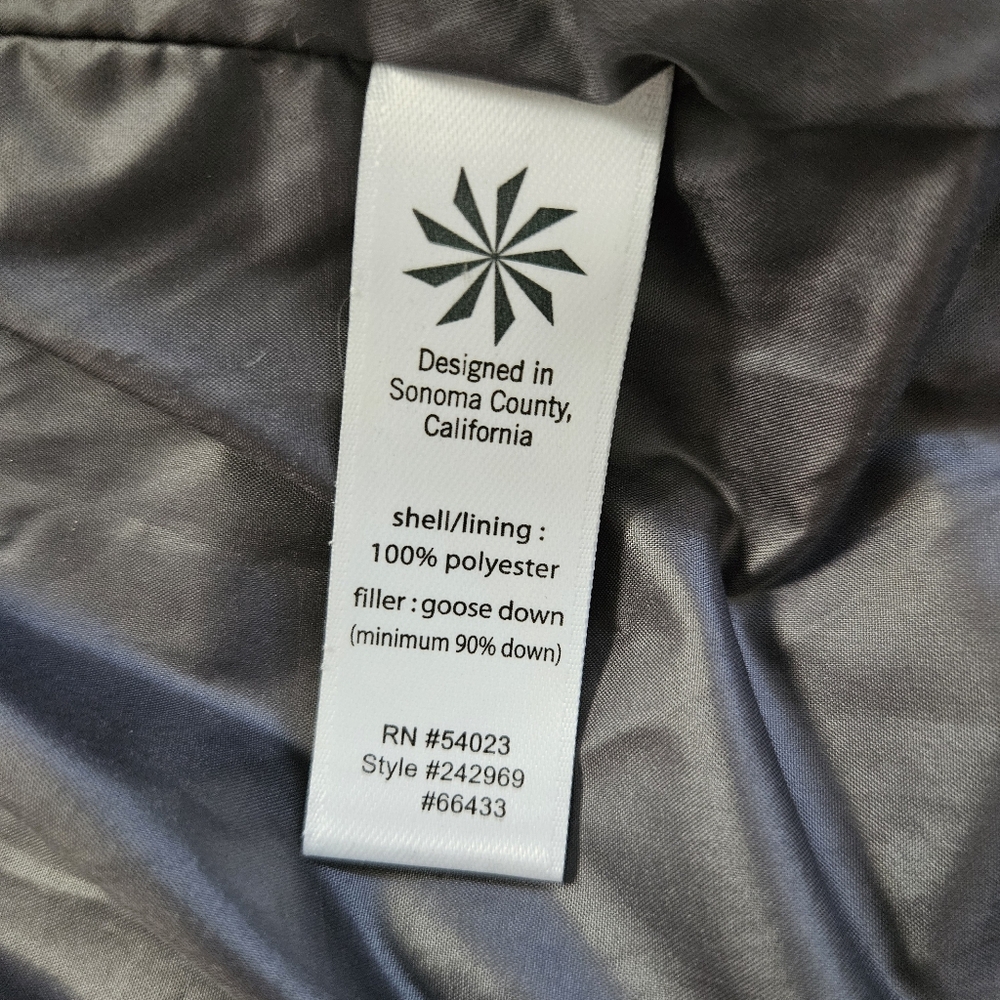 Designed in
Sonoma County,
California
shell/lining :
100% polyester
filler : goose down
(minimum 90% down)
RN #54023
Style #242969
#66433